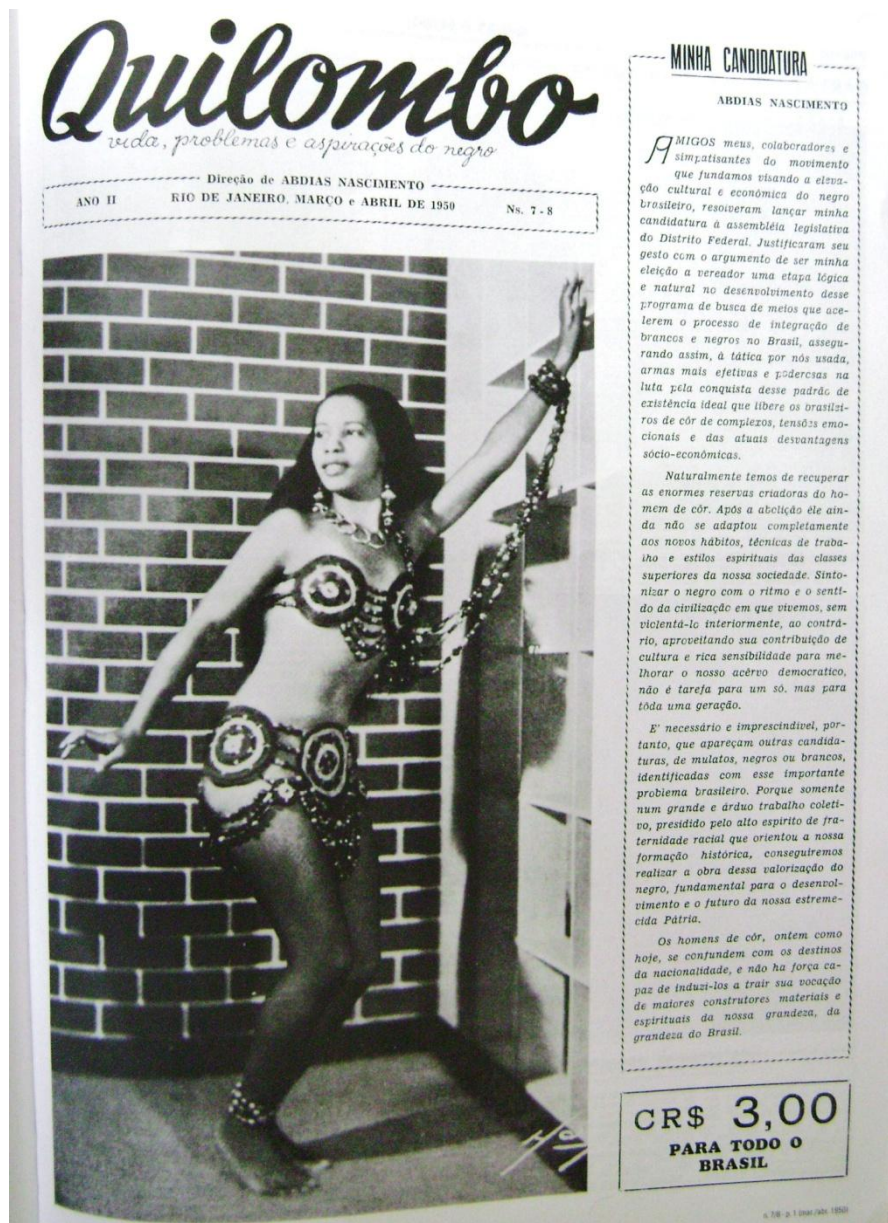 Quilombo
vida, problemas e aspirações do negro
Direção de ABDIAS NASCIMENTO
ANO II RIO DE JANEIRO, MARÇO e ABRIL DE 1950 Ns. 7-8
MINHA CANDIDATURA
ABDIAS NASCIMENTO
AMIGOS meus, colaboradores e
simpatisantes do movimento
que fundamos visando a eleva-
ção cultural e económica do negro
brasileiro, resolveram lançar minha
candidatura à assembléia legislativa
do Distrito Federal. Justificaram seu
gesto com o argumento de ser minha
eleição a vereador uma etapa lógica
e natural no desenvolvimento desse
programa de busca de meios que ace-
lerem o processo de integração de
brancos e negros no Brasil, assegu-
rando assim, à tática por nós usada,
armas mais efetivas e poderosas na
luta pela conquista desse padrão de
existência ideal que libere os brasilei-
ros de côr de complexos, tensões emo-
cionais e das atuais desvantagens
sócio-econômicas.
Naturalmente temos de recuperar
as enormes reservas criadoras do ho-
mem de côr. Após a abolição êle ain-
da não se adaptou completamente
aos novos hábitos, técnicas de traba-
lho e estilos espirituais das classes
superiores da nossa sociedade. Sinto-
nizar o negro com o ritmo e o senti-
do da civilização em que vivemos, sem
violentá-lo interiormente, ao contrá-
rio, aproveitando sua contribuição de
cultura e rica sensibilidade para me-
lhorar o nosso acêrvo democratico,
não é tarefa para um só, mas para
tôda uma geração.
E' necessário e imprescindivel, por-
tanto, que apareçam outras candida-
turas, de mulatos, negros ou brancos,
identificadas com esse importante
problema brasileiro. Porque somente
num grande e árduo trabalho coleti-
vo, presidido pelo alto espirito de fra-
ternidade racial que orientou a nossa
formação histórica, conseguiremos
realizar a obra dessa valorização do
negro, fundamental para o desenvol-
vimento e o futuro da nossa estreme-
cida Pátria.
Os homens de côr, ontem como
hoje, se confundem com os destinos
da nacionalidade, e não ha força ca-
paz de induzi-los a trair sua vocação
de maiores construtores materiais e
espirituais da nossa grandeza, da
grandeza do Brasil.
CR$ 3,00
PARA TODO O
BRASIL
n. 7/8 - p. 1 (mar./abr. 1950)